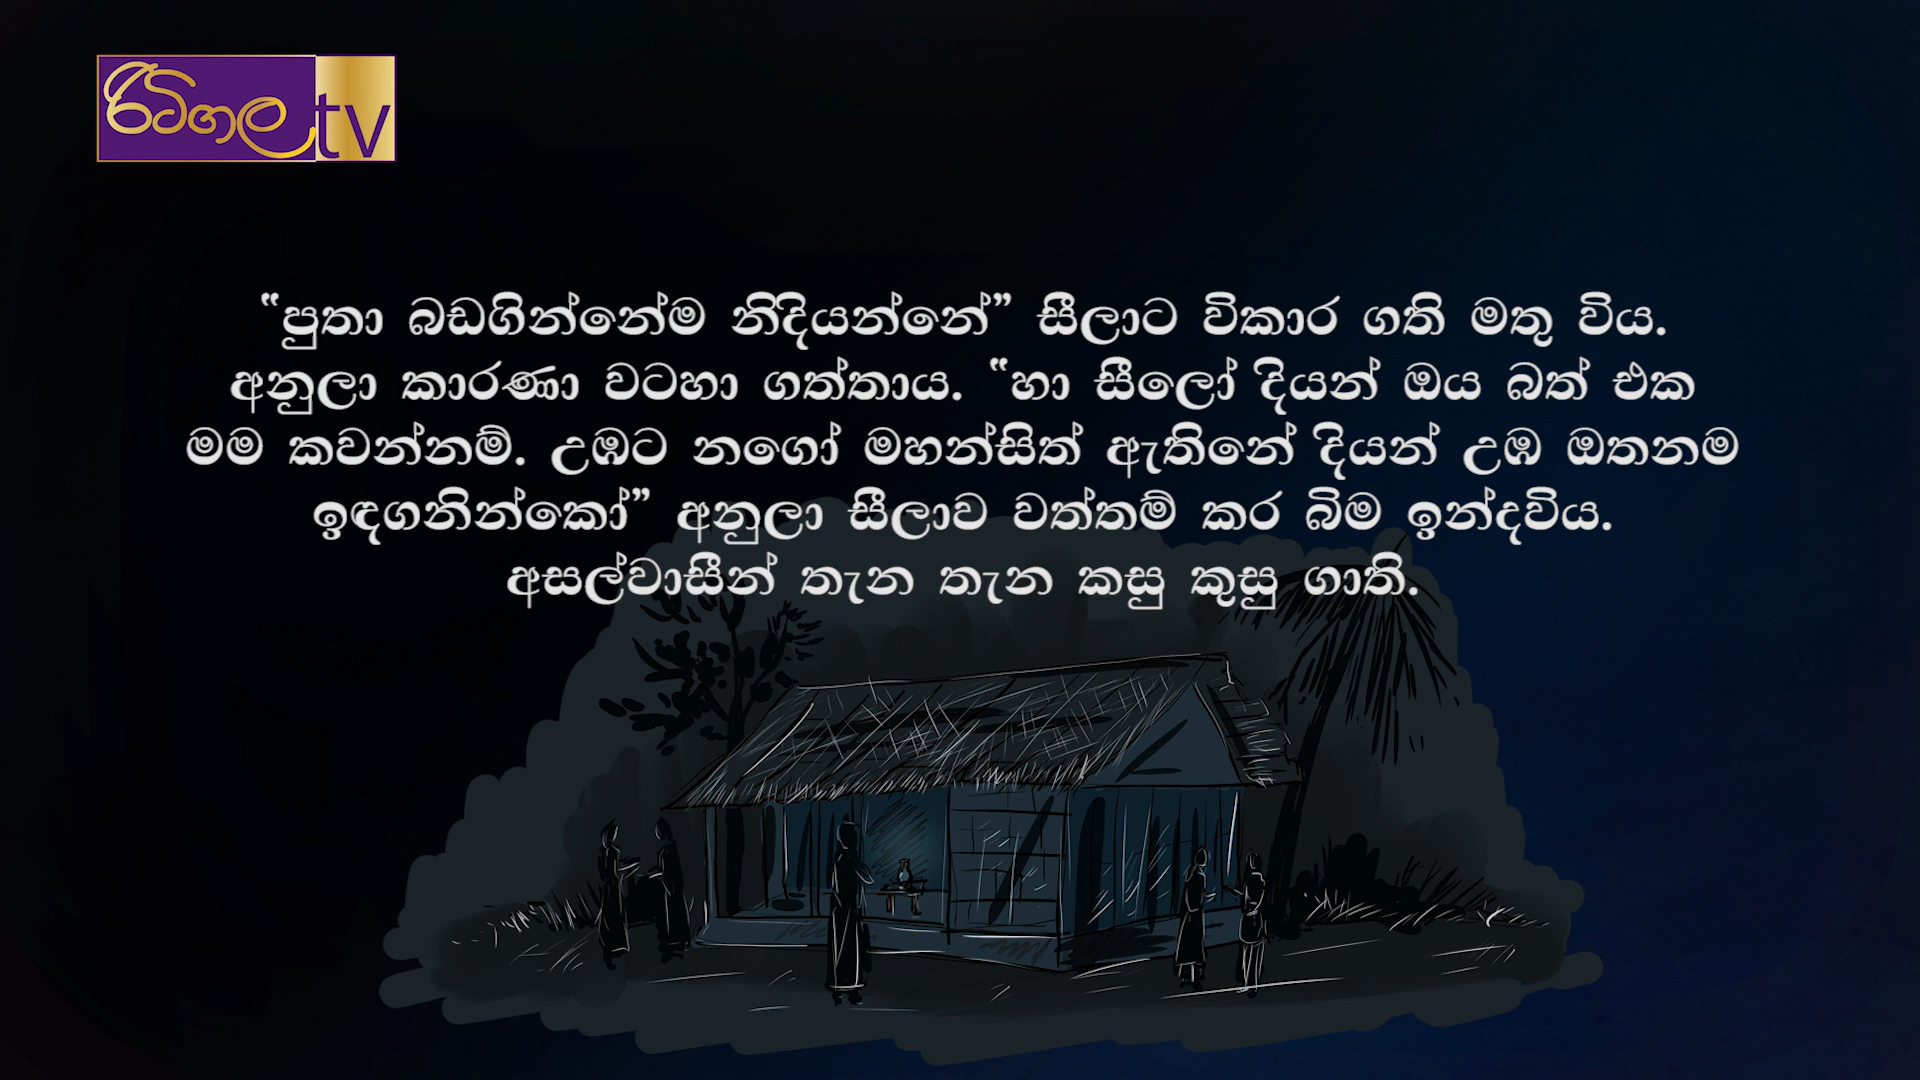 රිටිගල tv
“පුතා බඩගින්නේම නිදියන්නේ” සීලාට විකාර ගති මතු විය.
අනුලා කාරණා වටහා ගත්තාය. “හා සීලෝ දියන් ඔය බත් එක
මම කවන්නම්. උඹට නගෝ මහන්සිත් ඇතිනේ දියන් උඹ ඔතනම
ඉඳගනින්කෝ” අනුලා සීලාව වත්තම් කර බිම ඉන්දවිය.
අසල්වාසීන් තැන තැන කසු කුසු ගාති.